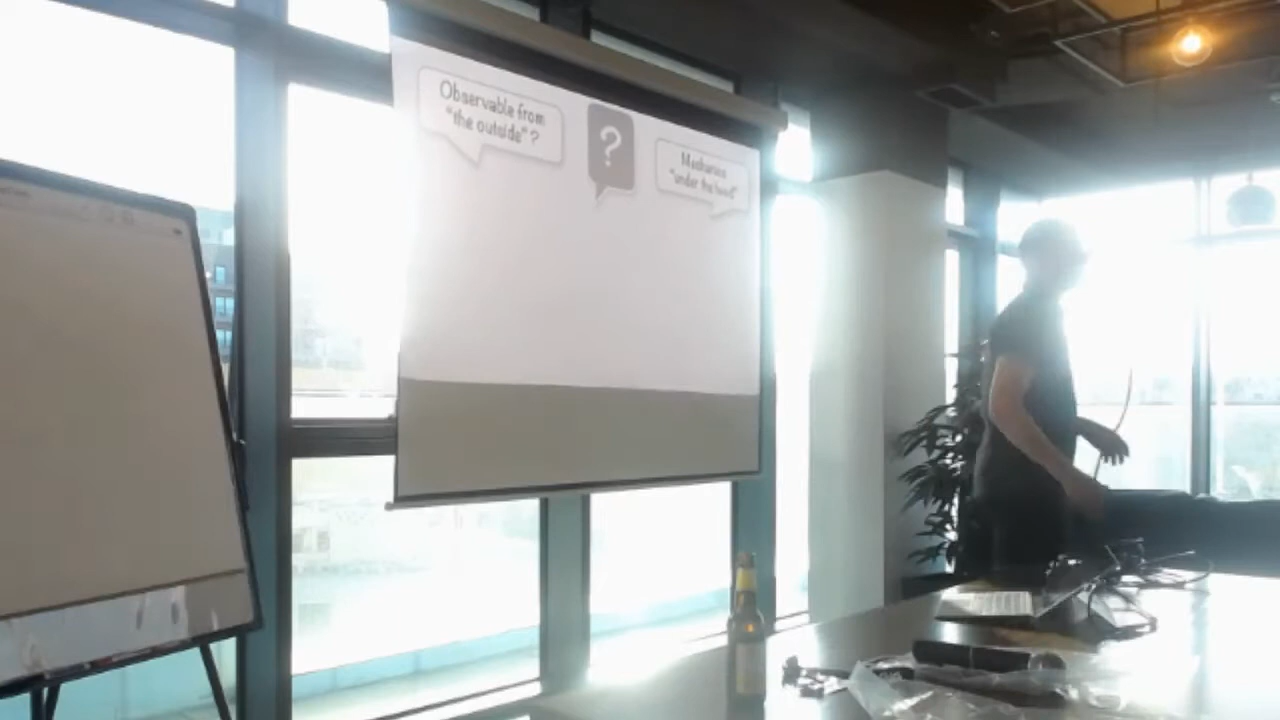 Observable from
"the outside" ?
?
Mechanics
"under the hood"